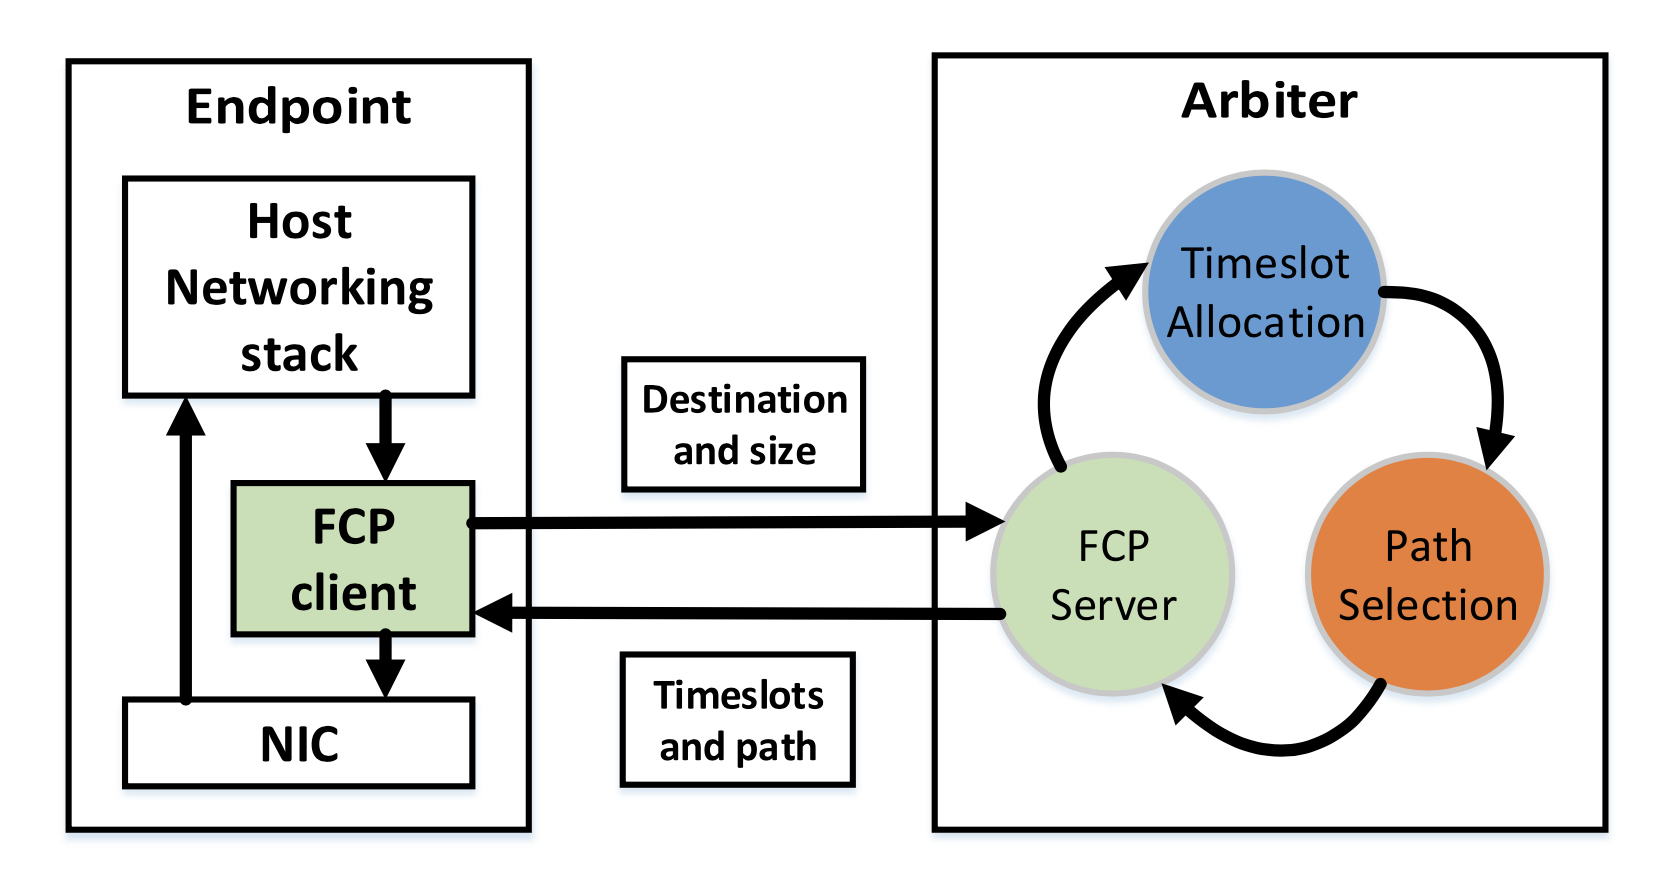 Endpoint
Host
Networking
stack
FCP
client
NIC
Destination
and size
Timeslots
and path
Arbiter
Timeslot
Allocation
FCP
Server
Path
Selection